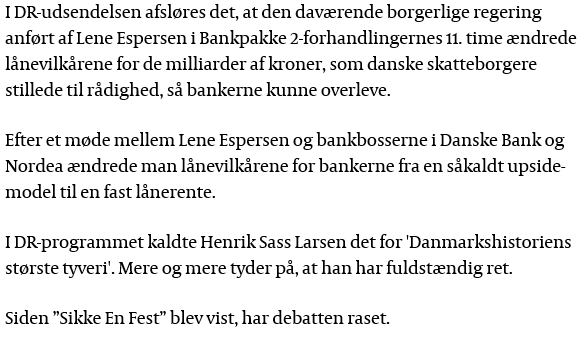 I DR-udsendelsen afsløres det, at den daværende borgerlige regering
anført af Lene Espersen i Bankpakke 2-forhandlingernes 11. time ændrede
lånevilkårene for de milliarder af kroner, som danske skatteborgere
stillede til rådighed, så bankerne kunne overleve.
Efter et møde mellem Lene Espersen og bankbosserne i Danske Bank og
Nordea ændrede man lånevilkårene for bankerne fra en såkaldt upside-
model til en fast lånerente.
I DR-programmet kaldte Henrik Sass Larsen det for 'Danmarkshistoriens
største tyveri'. Mere og mere tyder på, at han har fuldstændig ret.
Siden ”Sikke En Fest” blev vist, har debatten raset.